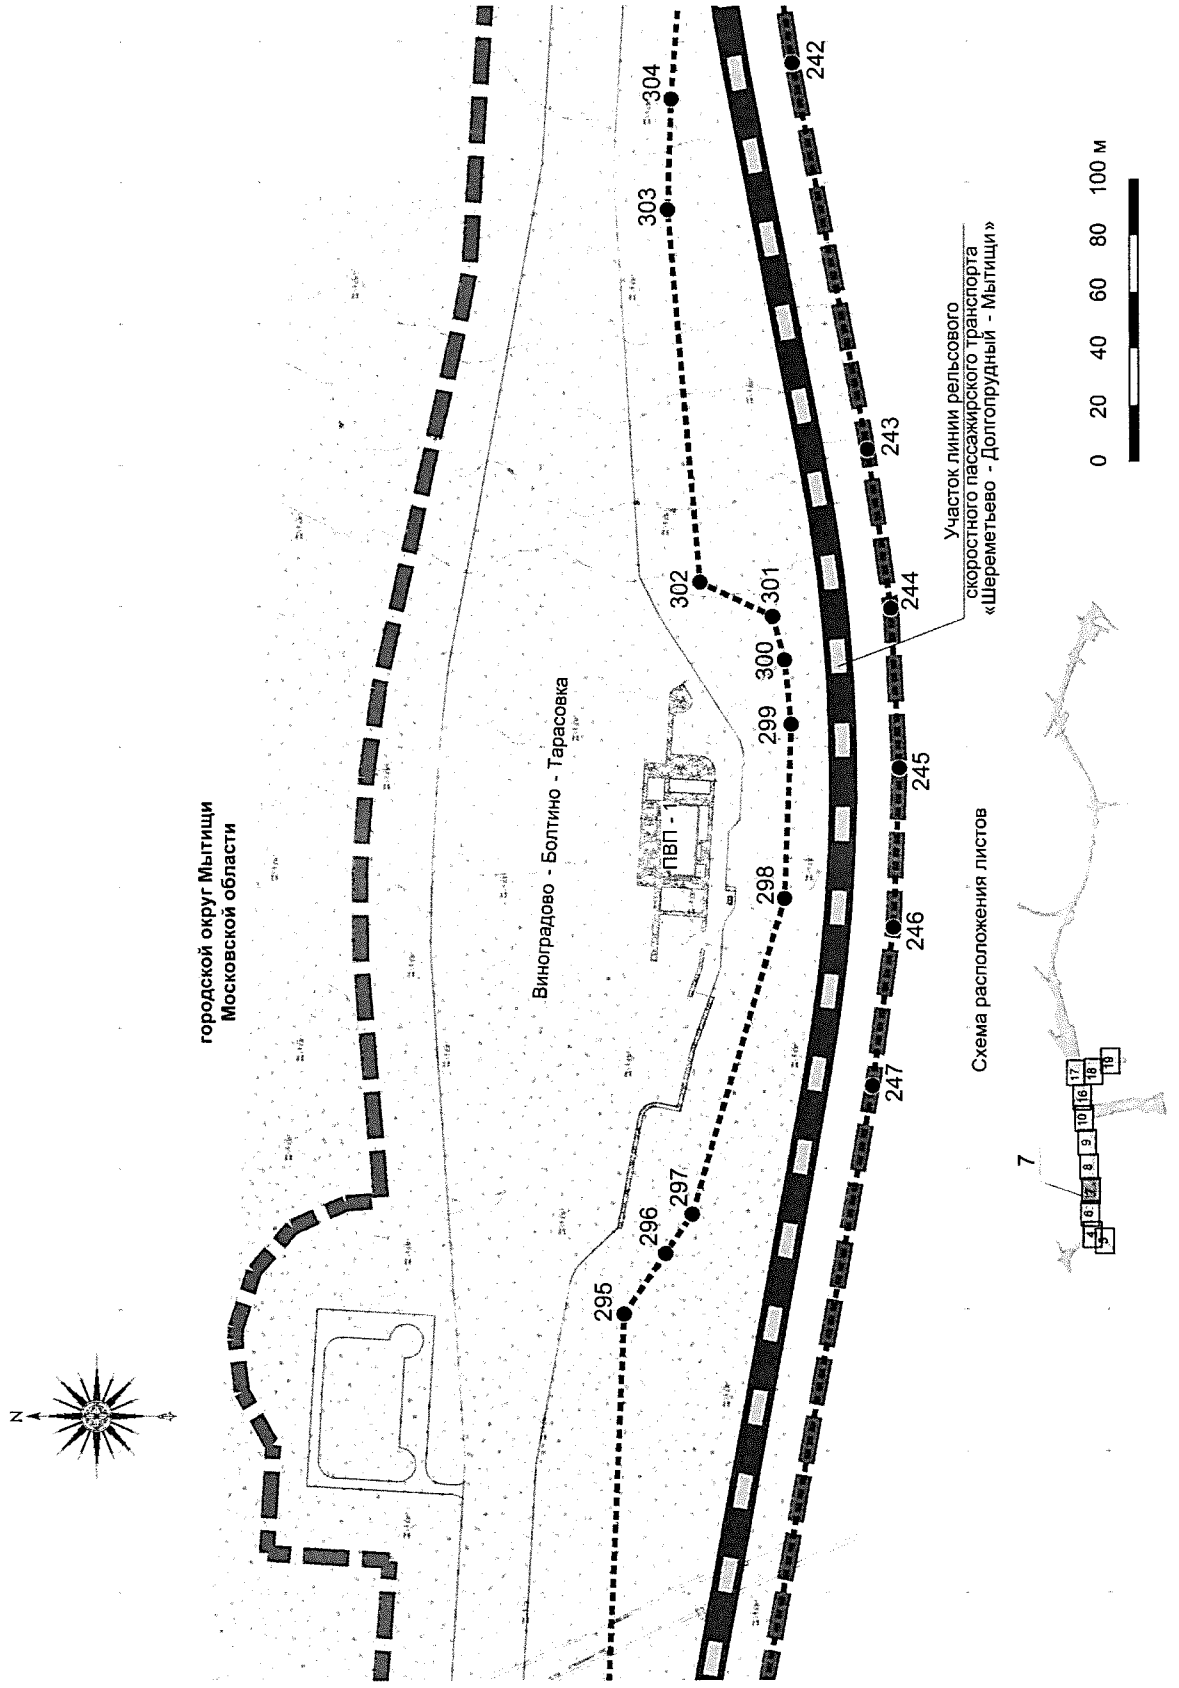 N
городской округ Мытищи
Московской области
Виноградово - Болтино - Тарасовка
ПВП - 1
295
296
297
298
299
300
301
302
303
304
247
246
245
244
243
242
Участок линии рельсового
скоростного пассажирского транспорта
«Шереметьево - Долгопрудный - Мытищи»
Схема расположения листов
7
4
5
6
7
8
9
10
16
17
18
19
0 20 40 60 80 100 м